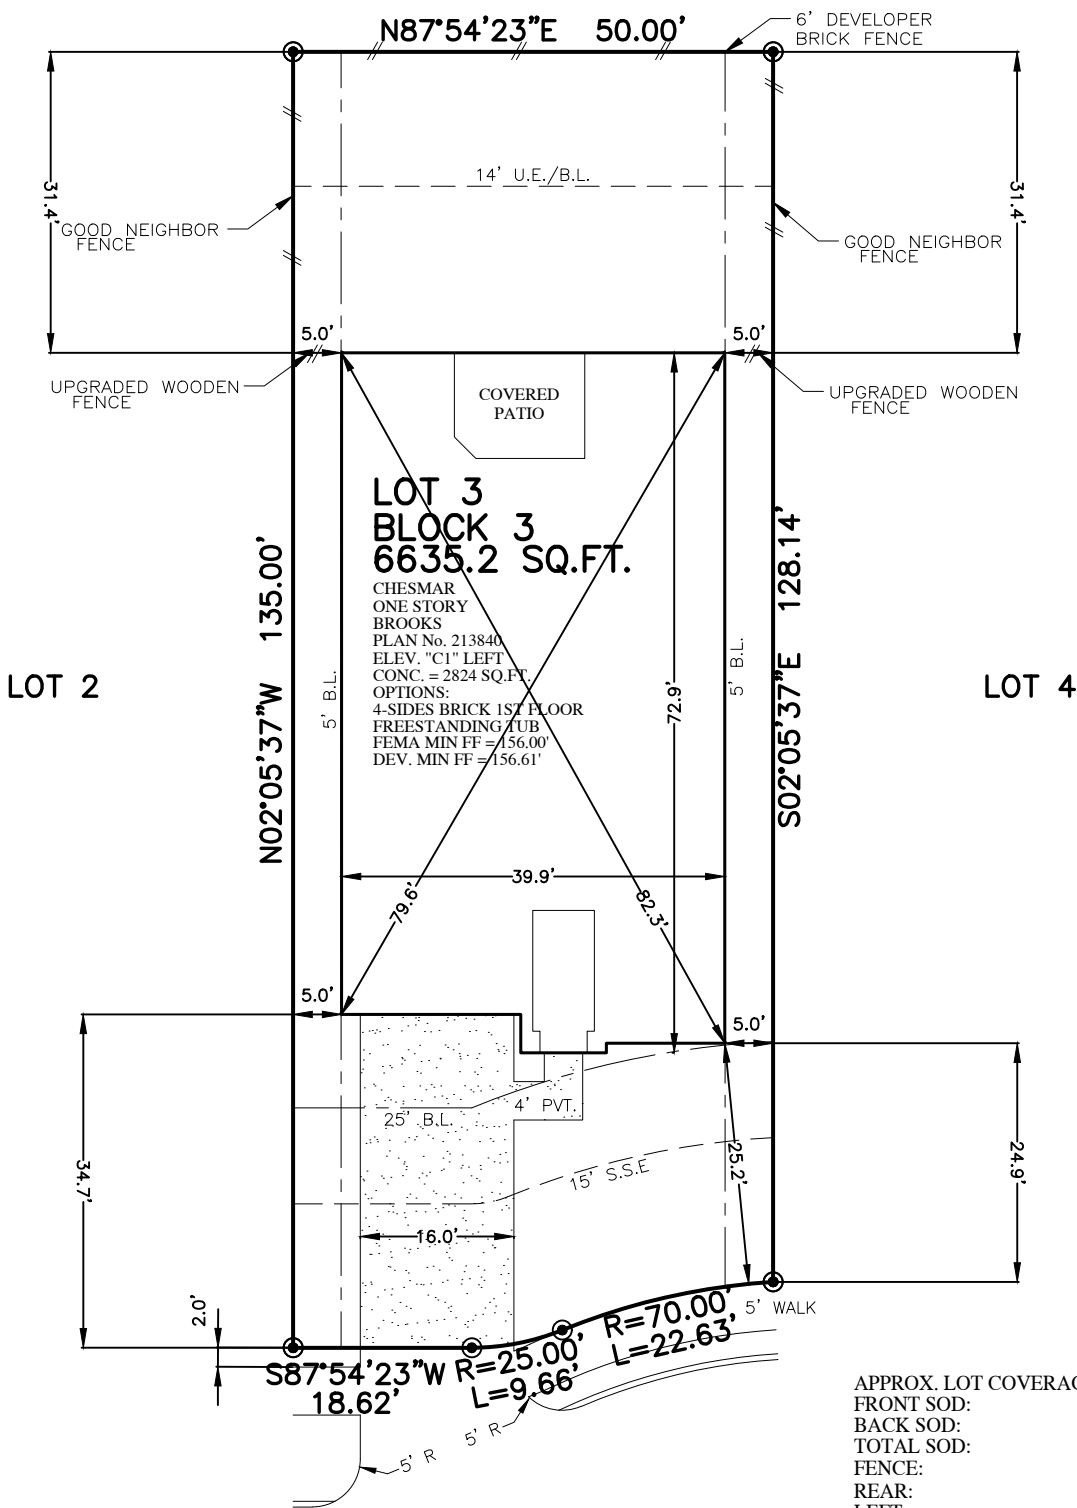 N87°54'23"E 50.00'
6' DEVELOPER
BRICK FENCE
31.4'
31.4'
14' U.E./B.L.
GOOD NEIGHBOR
FENCE
GOOD NEIGHBOR
FENCE
5.0'
5.0'
UPGRADED WOODEN
FENCE
UPGRADED WOODEN
FENCE
COVERED
PATIO
LOT 3
BLOCK 3
6635.2 SQ.FT.
CHESMAR
ONE STORY
BROOKS
PLAN No. 213840
ELEV. "C1" LEFT
CONC. = 2824 SQ.FT.
OPTIONS:
4-SIDES BRICK 1ST FLOOR
FREESTANDING TUB
FEMA MIN FF = 156.00'
DEV. MIN FF = 156.61'
N02°05'37"W 135.00'
S02°05'37"E 128.14'
LOT 2
LOT 4
5' B.L.
5' B.L.
72.9'
39.9'
79.6'
82.3'
5.0'
5.0'
25' B.L.
4' PVT.
15' S.S.E
25.2'
34.7'
24.9'
16.0'
2.0'
5' WALK
S87°54'23"W
18.62'
R=25.00'
L=9.66'
R=70.00'
L=22.63'
5' R
5' R
APPROX. LOT COVERAG
FRONT SOD:
BACK SOD:
TOTAL SOD:
FENCE:
REAR: